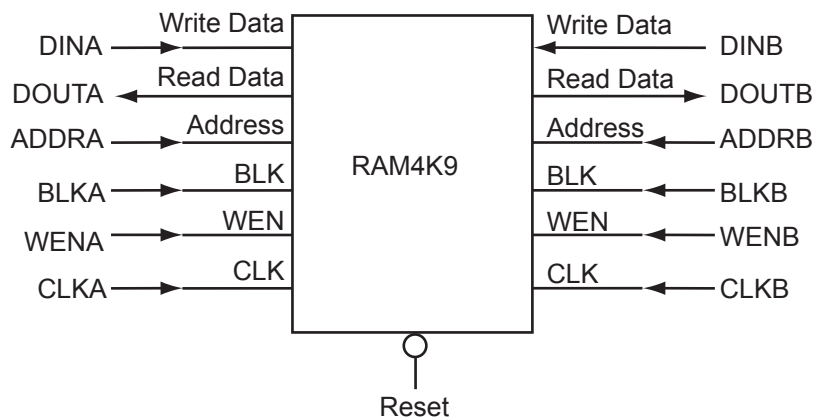 DINA Write Data Write Data DINB
DOUTA Read Data Read Data DOUTB
ADDRA Address Address ADDRB
RAM4K9
BLKA BLK BLK BLKB
WENA WEN WEN WENB
CLKA CLK CLK CLKB
Reset